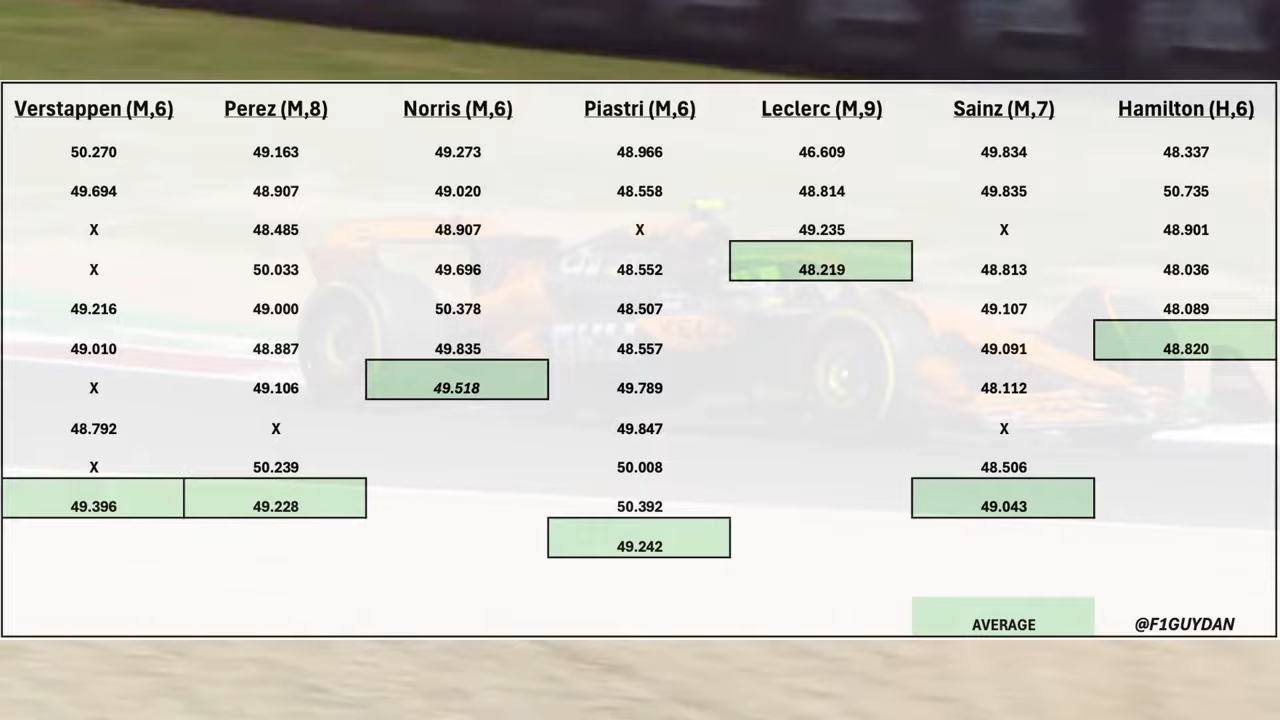 Verstappen (M,6) Perez (M,8) Norris (M,6) Piastri (M,6) Leclerc (M,9) Sainz (M,7) Hamilton (H,6)
50.270 49.163 49.273 48.966 46.609 49.834 48.337
49.694 48.907 49.020 48.558 48.814 49.835 50.735
X 48.485 48.907 X 49.235 X 48.901
X 50.033 49.696 48.552 48.219 48.813 48.036
49.216 49.000 50.378 48.507 49.107 48.089
49.010 48.887 49.835 48.557 49.091 48.820
X 49.106 49.518 49.789 48.112
48.792 X 49.847 X
X 50.239 50.008 48.506
49.396 49.228 50.392 49.043
49.242
AVERAGE @F1GUYDAN